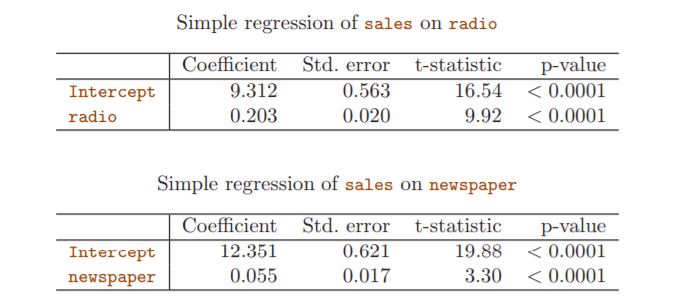 Simple regression of sales on radio
Coefficient Std. error t-statistic p-value
Intercept 9.312 0.563 16.54 < 0.0001
radio 0.203 0.020 9.92 < 0.0001
Simple regression of sales on newspaper
Coefficient Std. error t-statistic p-value
Intercept 12.351 0.621 19.88 < 0.0001
newspaper 0.055 0.017 3.30 < 0.0001